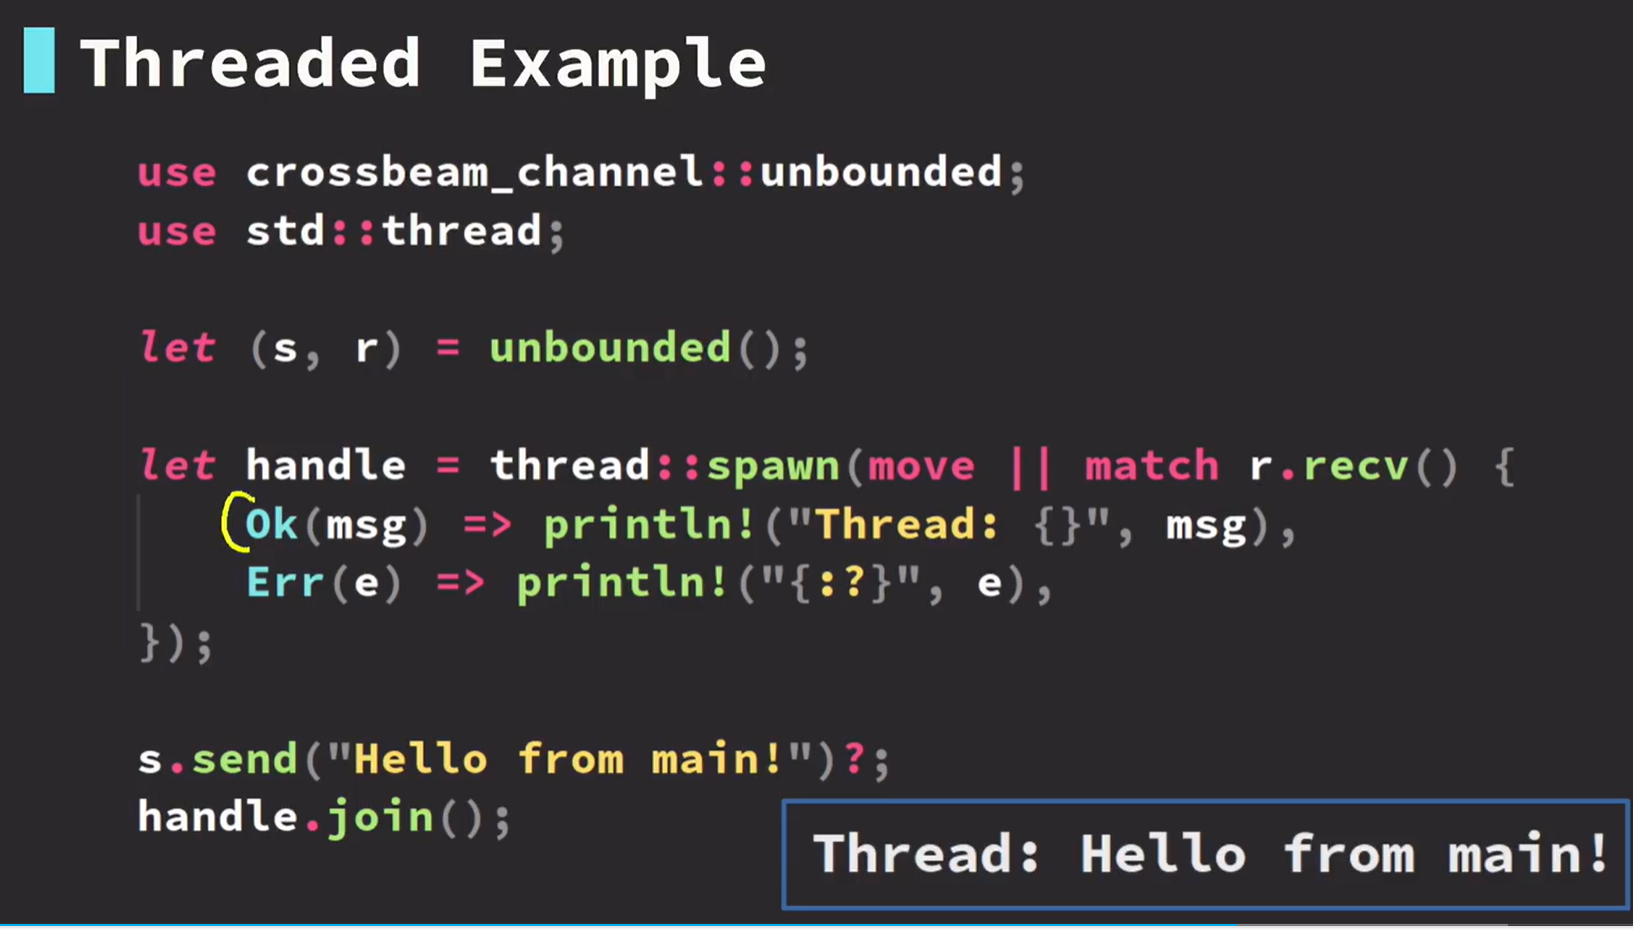 Threaded Example
use crossbeam_channel::unbounded;
use std::thread;
let (s, r) = unbounded();
let handle = thread::spawn(move || match r.recv() {
Ok(msg) => println!("Thread: {}", msg),
Err(e) => println!("{:?}", e),
});
s.send("Hello from main!")?;
handle.join();
Thread: Hello from main!